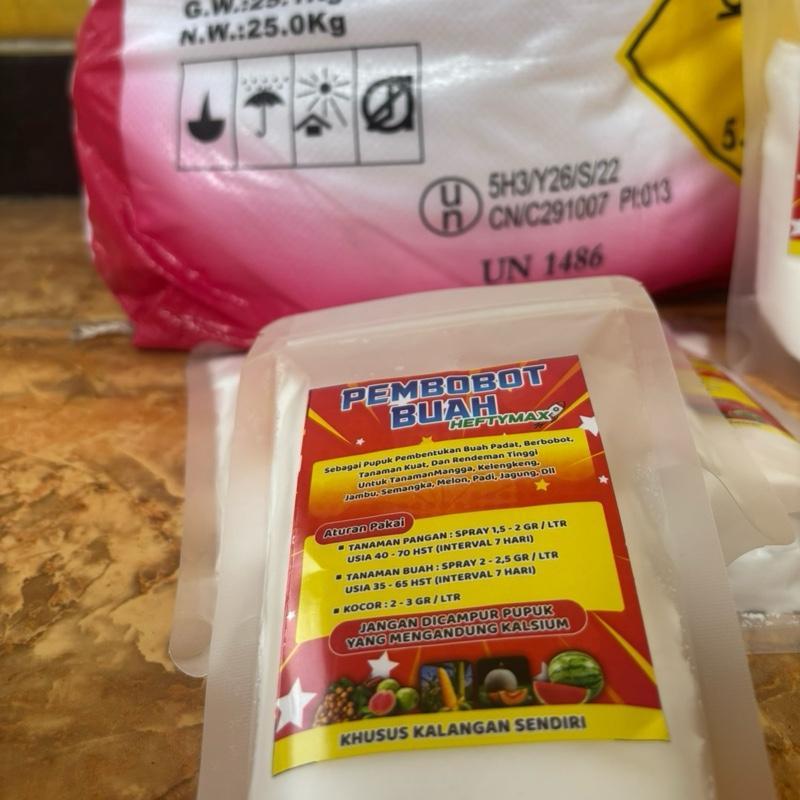 N.W.:25.0Kg
un
5H3/Y26/S/22
CN/C291007 PI:013
UN 1486
PEMBOBOT
BUAH
HEFTYMAX
Sebagai Pupuk Pembentukan Buah Padat, Berbobot,
Tanaman Kuat, Dan Rendeman Tinggi
Untuk TanamanMangga, Kelengkeng,
Jambu, Semangka, Melon, Padi, Jagung, Dll
Aturan Pakai
▪ TANAMAN PANGAN : SPRAY 1,5 - 2 GR / LTR
USIA 40 - 70 HST (INTERVAL 7 HARI)
▪ TANAMAN BUAH : SPRAY 2 - 2,5 GR / LTR
USIA 35 - 65 HST (INTERVAL 7 HARI)
▪ KOCOR : 2 - 3 GR / LTR
JANGAN DICAMPUR PUPUK
YANG MENGANDUNG KALSIUM
KHUSUS KALANGAN SENDIRI